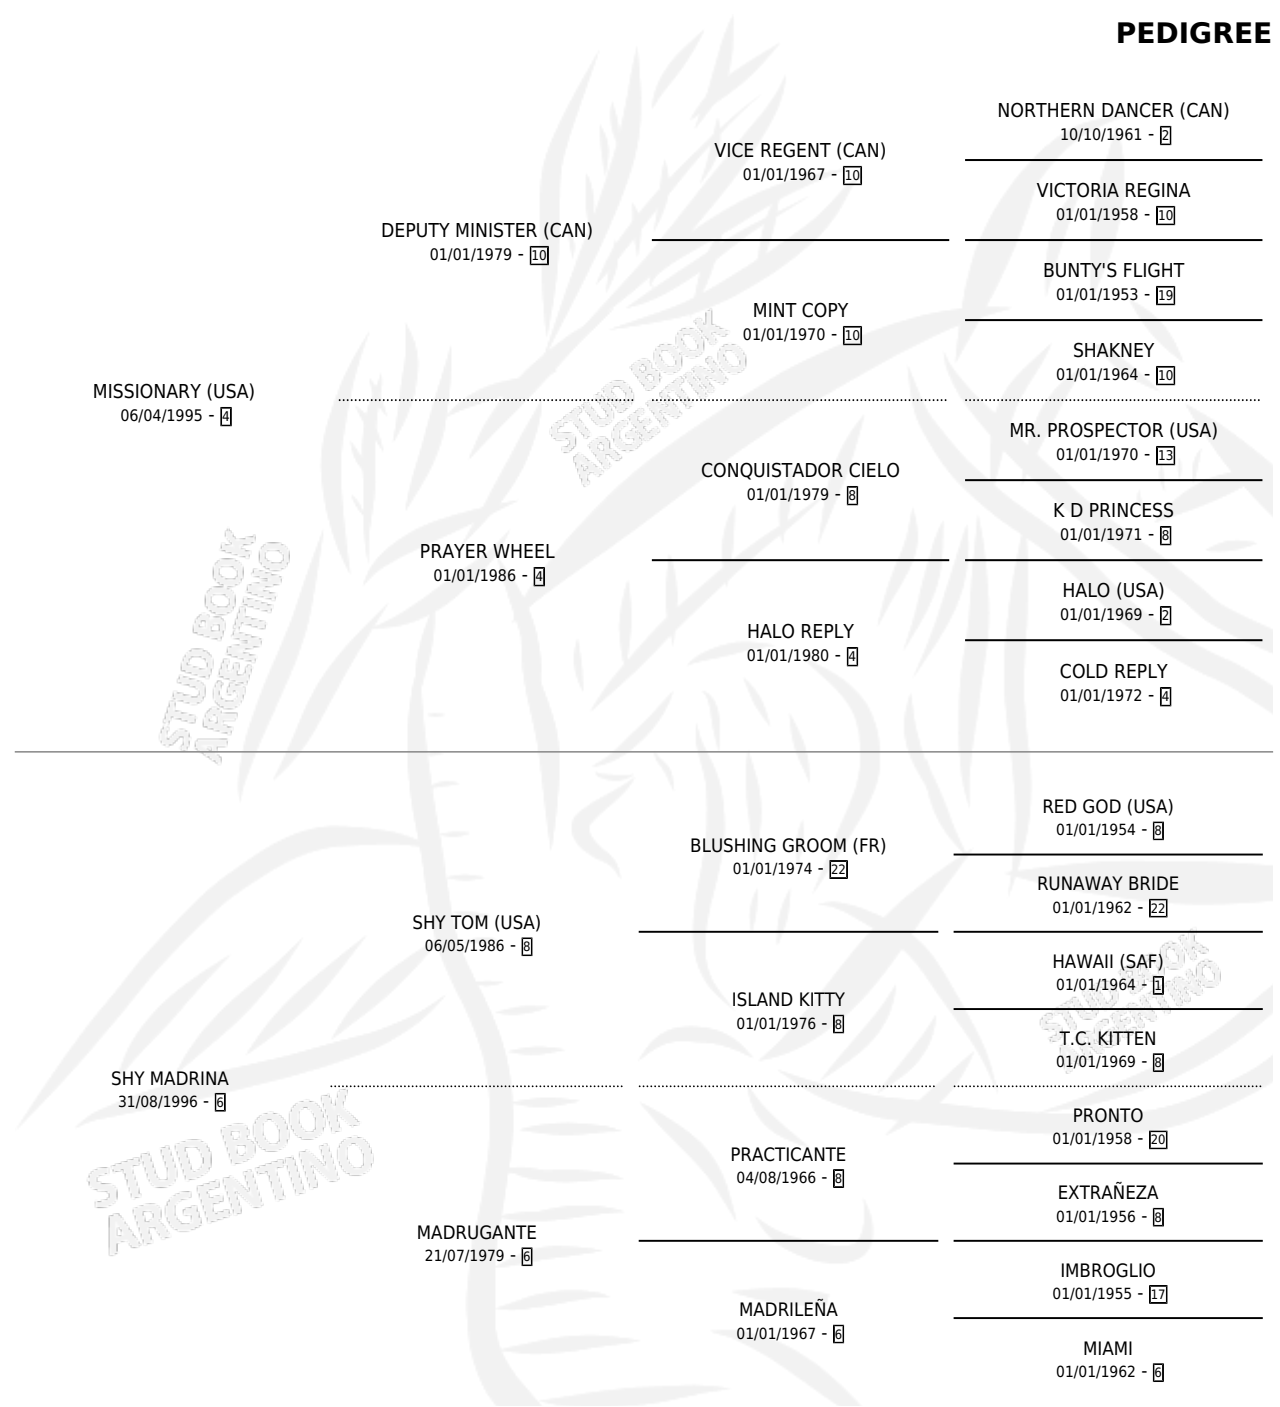 PEDIGREE
NORTHERN DANCER (CAN)
10/10/1961 - 2
VICE REGENT (CAN)
01/01/1967 - 10
VICTORIA REGINA
01/01/1958 - 10
DEPUTY MINISTER (CAN)
01/01/1979 - 10
BUNTY'S FLIGHT
01/01/1953 - 19
MINT COPY
01/01/1970 - 10
SHAKNEY
01/01/1964 - 10
MISSIONARY (USA)
06/04/1995 - 4
MR. PROSPECTOR (USA)
01/01/1970 - 13
CONQUISTADOR CIELO
01/01/1979 - 8
K D PRINCESS
01/01/1971 - 8
PRAYER WHEEL
01/01/1986 - 4
HALO (USA)
01/01/1969 - 2
HALO REPLY
01/01/1980 - 4
COLD REPLY
01/01/1972 - 4
RED GOD (USA)
01/01/1954 - 8
BLUSHING GROOM (FR)
01/01/1974 - 22
RUNAWAY BRIDE
01/01/1962 - 22
SHY TOM (USA)
06/05/1986 - 8
HAWAII (SAF)
01/01/1964 - 1
ISLAND KITTY
01/01/1976 - 8
T.C. KITTEN
01/01/1969 - 8
SHY MADRINA
31/08/1996 - 6
PRONTO
01/01/1958 - 20
PRACTICANTE
04/08/1966 - 8
EXTRAÑEZA
01/01/1956 - 8
MADRUGANTE
21/07/1979 - 6
IMBROGLIO
01/01/1955 - 17
MADRILEÑA
01/01/1967 - 6
MIAMI
01/01/1962 - 6
STUD BOOK
ARGENTINO
STUD BOOK
ARGENTINO
STUD BOOK
ARGENTINO
STUD BOOK
ARGENTINO